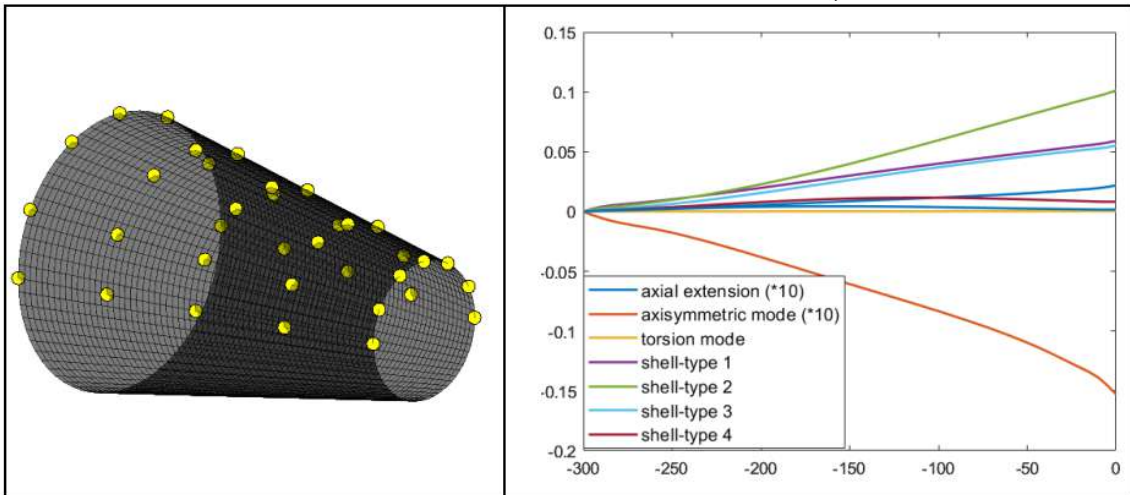 0.15
0.1
0.05
0
-0.05
-0.1
-0.15
-0.2
axial extension (*10)
axisymmetric mode (*10)
torsion mode
shell-type 1
shell-type 2
shell-type 3
shell-type 4
-300 -250 -200 -150 -100 -50 0